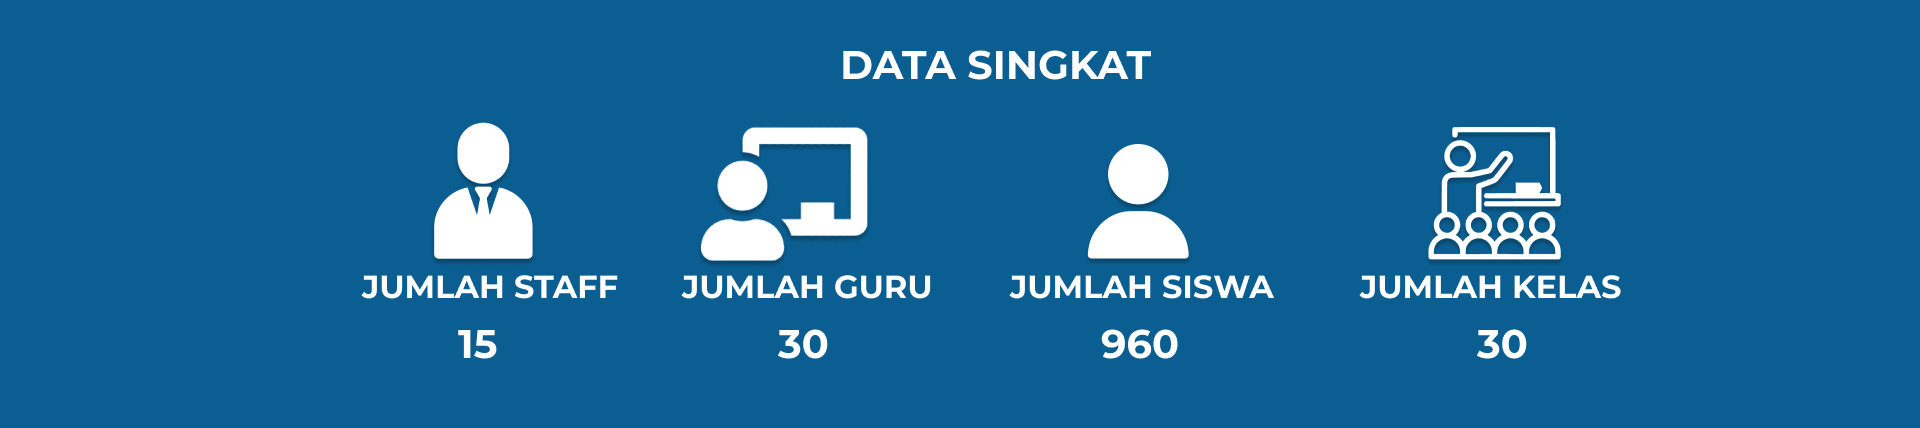 DATA SINGKAT
JUMLAH STAFF
15
JUMLAH GURU
30
JUMLAH SISWA
960
JUMLAH KELAS
30